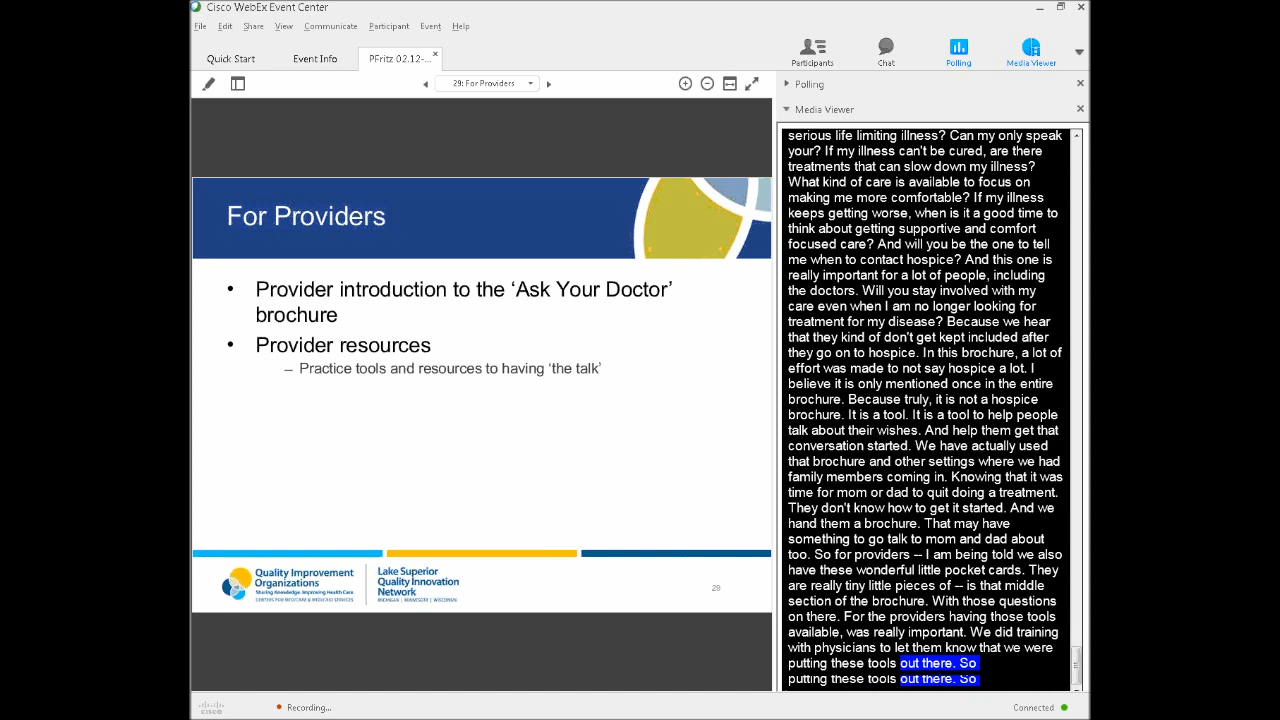 Cisco WebEx Event Center
File Edit Share View Communicate Participant Event Help
Quick Start Event Info PFritz 02.12-...
Participants Chat Polling Media Viewer
29: For Providers
Polling
Media Viewer
For Providers
• Provider introduction to the ‘Ask Your Doctor’
brochure
• Provider resources
– Practice tools and resources to having ‘the talk’
Quality Improvement
Organizations
Sharing Knowledge. Improving Health Care.
CENTERS FOR MEDICARE & MEDICAID SERVICES
Lake Superior
Quality Innovation
Network
MICHIGAN | MINNESOTA | WISCONSIN
29
serious life limiting illness? Can my only speak
your? If my illness can't be cured, are there
treatments that can slow down my illness?
What kind of care is available to focus on
making me more comfortable? If my illness
keeps getting worse, when is it a good time to
think about getting supportive and comfort
focused care? And will you be the one to tell
me when to contact hospice? And this one is
really important for a lot of people, including
the doctors. Will you stay involved with my
care even when I am no longer looking for
treatment for my disease? Because we hear
that they kind of don't get kept included after
they go on to hospice. In this brochure, a lot of
effort was made to not say hospice a lot. I
believe it is only mentioned once in the entire
brochure. Because truly, it is not a hospice
brochure. It is a tool. It is a tool to help people
talk about their wishes. And help them get that
conversation started. We have actually used
that brochure and other settings where we had
family members coming in. Knowing that it was
time for mom or dad to quit doing a treatment.
They don't know how to get it started. And we
hand them a brochure. That may have
something to go talk to mom and dad about
too. So for providers -- I am being told we also
have these wonderful little pocket cards. They
are really tiny little pieces of -- is that middle
section of the brochure. With those questions
on there. For the providers having those tools
available, was really important. We did training
with physicians to let them know that we were
putting these tools out there. So
putting these tools out there. So
cisco
Recording...
Connected